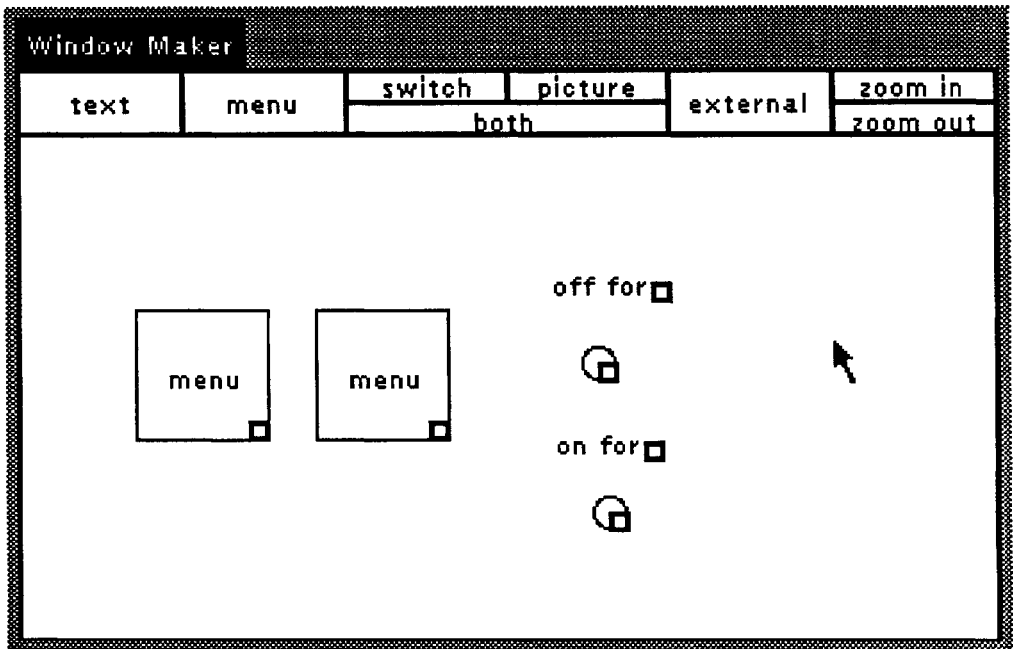 Window Maker
text menu switch picture external zoom in
both zoom out
off for
menu menu
on for